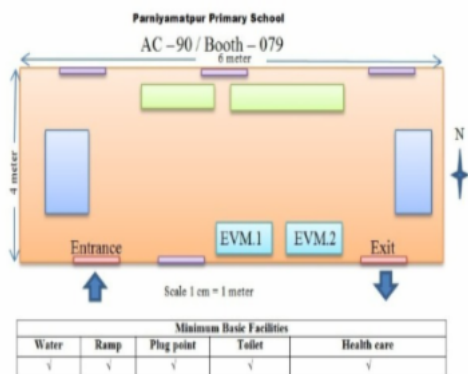 Parniyamatpur Primary School
AC – 90 / Booth – 079
6 meter
4 meter
N
EVM.1 EVM.2
Entrance Exit
Scale 1 cm = 1 meter
Minimum Basic Facilities
Water Ramp Plug point Toilet Health care
√ √ √ √ √